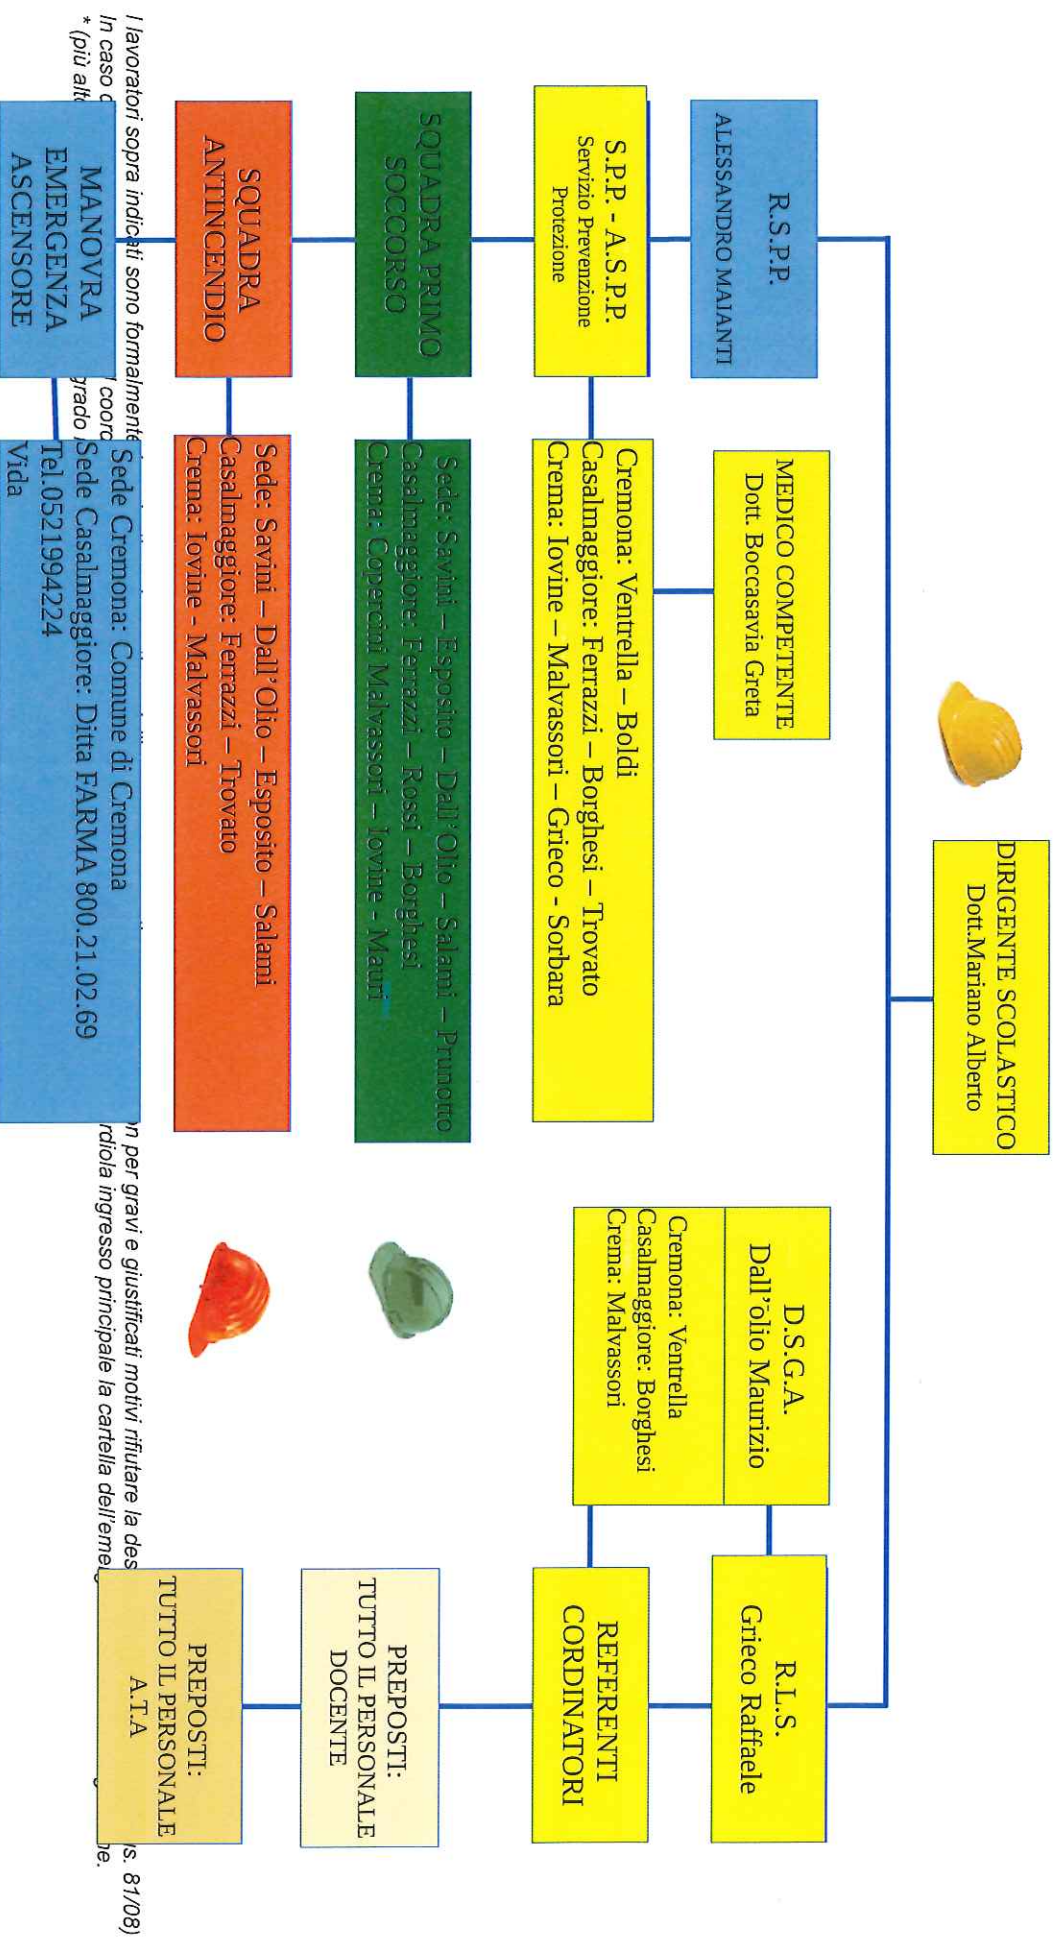 DIRIGENTE SCOLASTICO
Dott.Mariano Alberto
R.S.P.P.
ALESSANDRO MAIANTI
MEDICO COMPETENTE
Dott. Boccasavia Greta
D.S.G.A.
Dall'olio Maurizio
Cremona: Ventrella
Casalmaggiore: Borghesi
Crema: Malvassori
R.L.S.
Grieco Raffaele
S.P.P. - A.S.P.P.
Servizio Prevenzione
Protezione
Cremona: Ventrella – Boldi
Casalmaggiore: Ferrazzi – Borghesi – Trovato
Crema: Iovine – Malvassori – Grieco - Sorbara
REFERENTI
CORDINATORI
SQUADRA PRIMO
SOCCORSO
Sede: Savini – Esposito – Dall'Olio – Salami – Prunotto
Casalmaggiore: Ferrazzi – Rossi – Borghesi
Crema: Copercini Malvassori – Iovine - Mauri
PREPOSTI:
TUTTO IL PERSONALE
DOCENTE
SQUADRA
ANTINCENDIO
Sede: Savini – Dall'Olio – Esposito – Salami
Casalmaggiore: Ferrazzi – Trovato
Crema: Iovine - Malvassori
PREPOSTI:
TUTTO IL PERSONALE
A.T.A
MANOVRA
EMERGENZA
ASCENSORE
Sede Cremona: Comune di Cremona
Sede Casalmaggiore: Ditta FARMA 800.21.02.69
Tel.0521994224
Vida
I lavoratori sopra indicati sono formalmente per gravi e giustificati motivi rifiutare la 81/08)
In caso ingresso principale la cartella
* (più grado